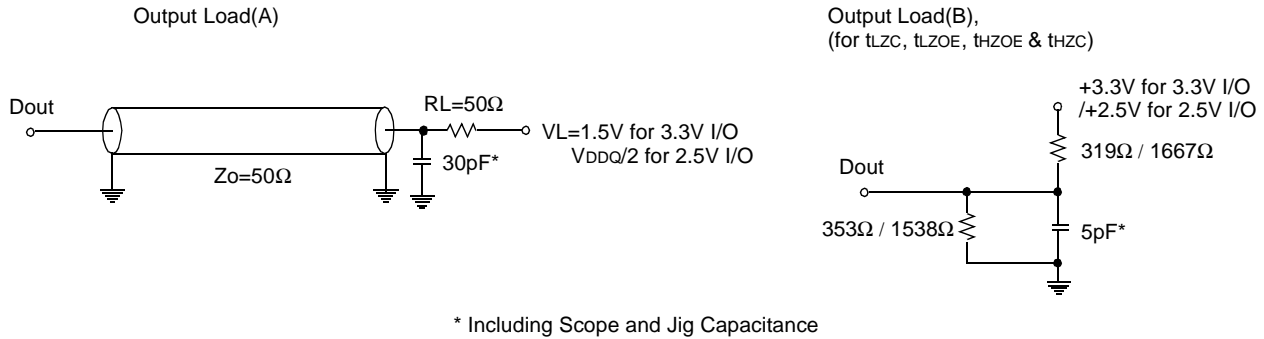 Output Load(A)
Dout
Zo=50Ω
RL=50Ω
30pF*
VL=1.5V for 3.3V I/O
VDDQ/2 for 2.5V I/O
Output Load(B),
(for tLZC, tLZOE, tHZOE & tHZC)
+3.3V for 3.3V I/O
/+2.5V for 2.5V I/O
319Ω / 1667Ω
Dout
353Ω / 1538Ω
5pF*
* Including Scope and Jig Capacitance